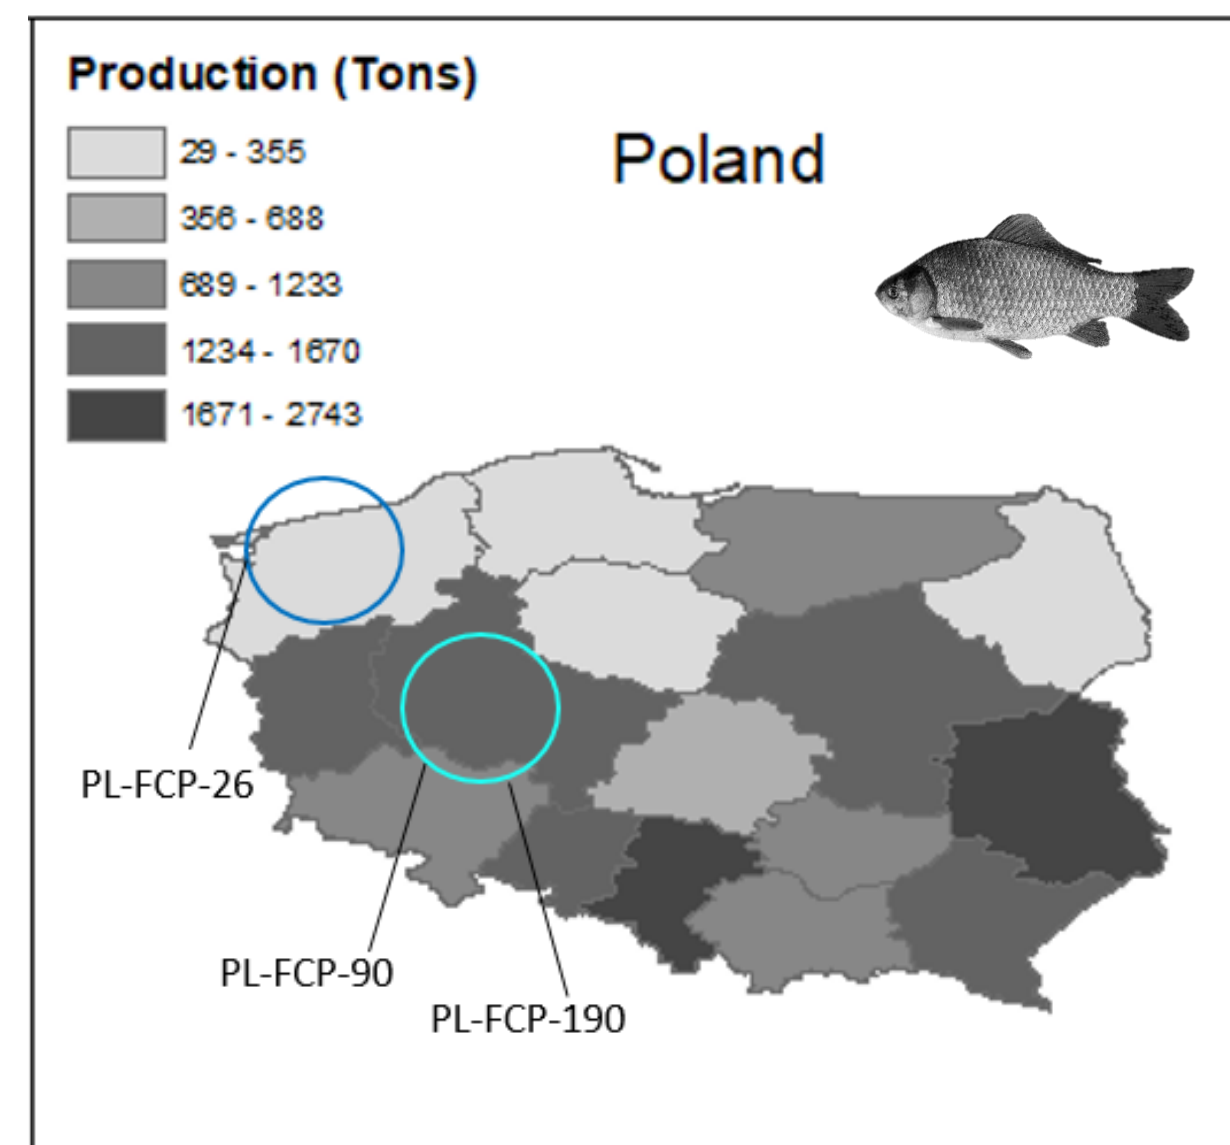 Production (Tons)
29 - 355
356 - 688
689 - 1233
1234 - 1670
1671 - 2743
Poland
PL-FCP-26
PL-FCP-90
PL-FCP-190